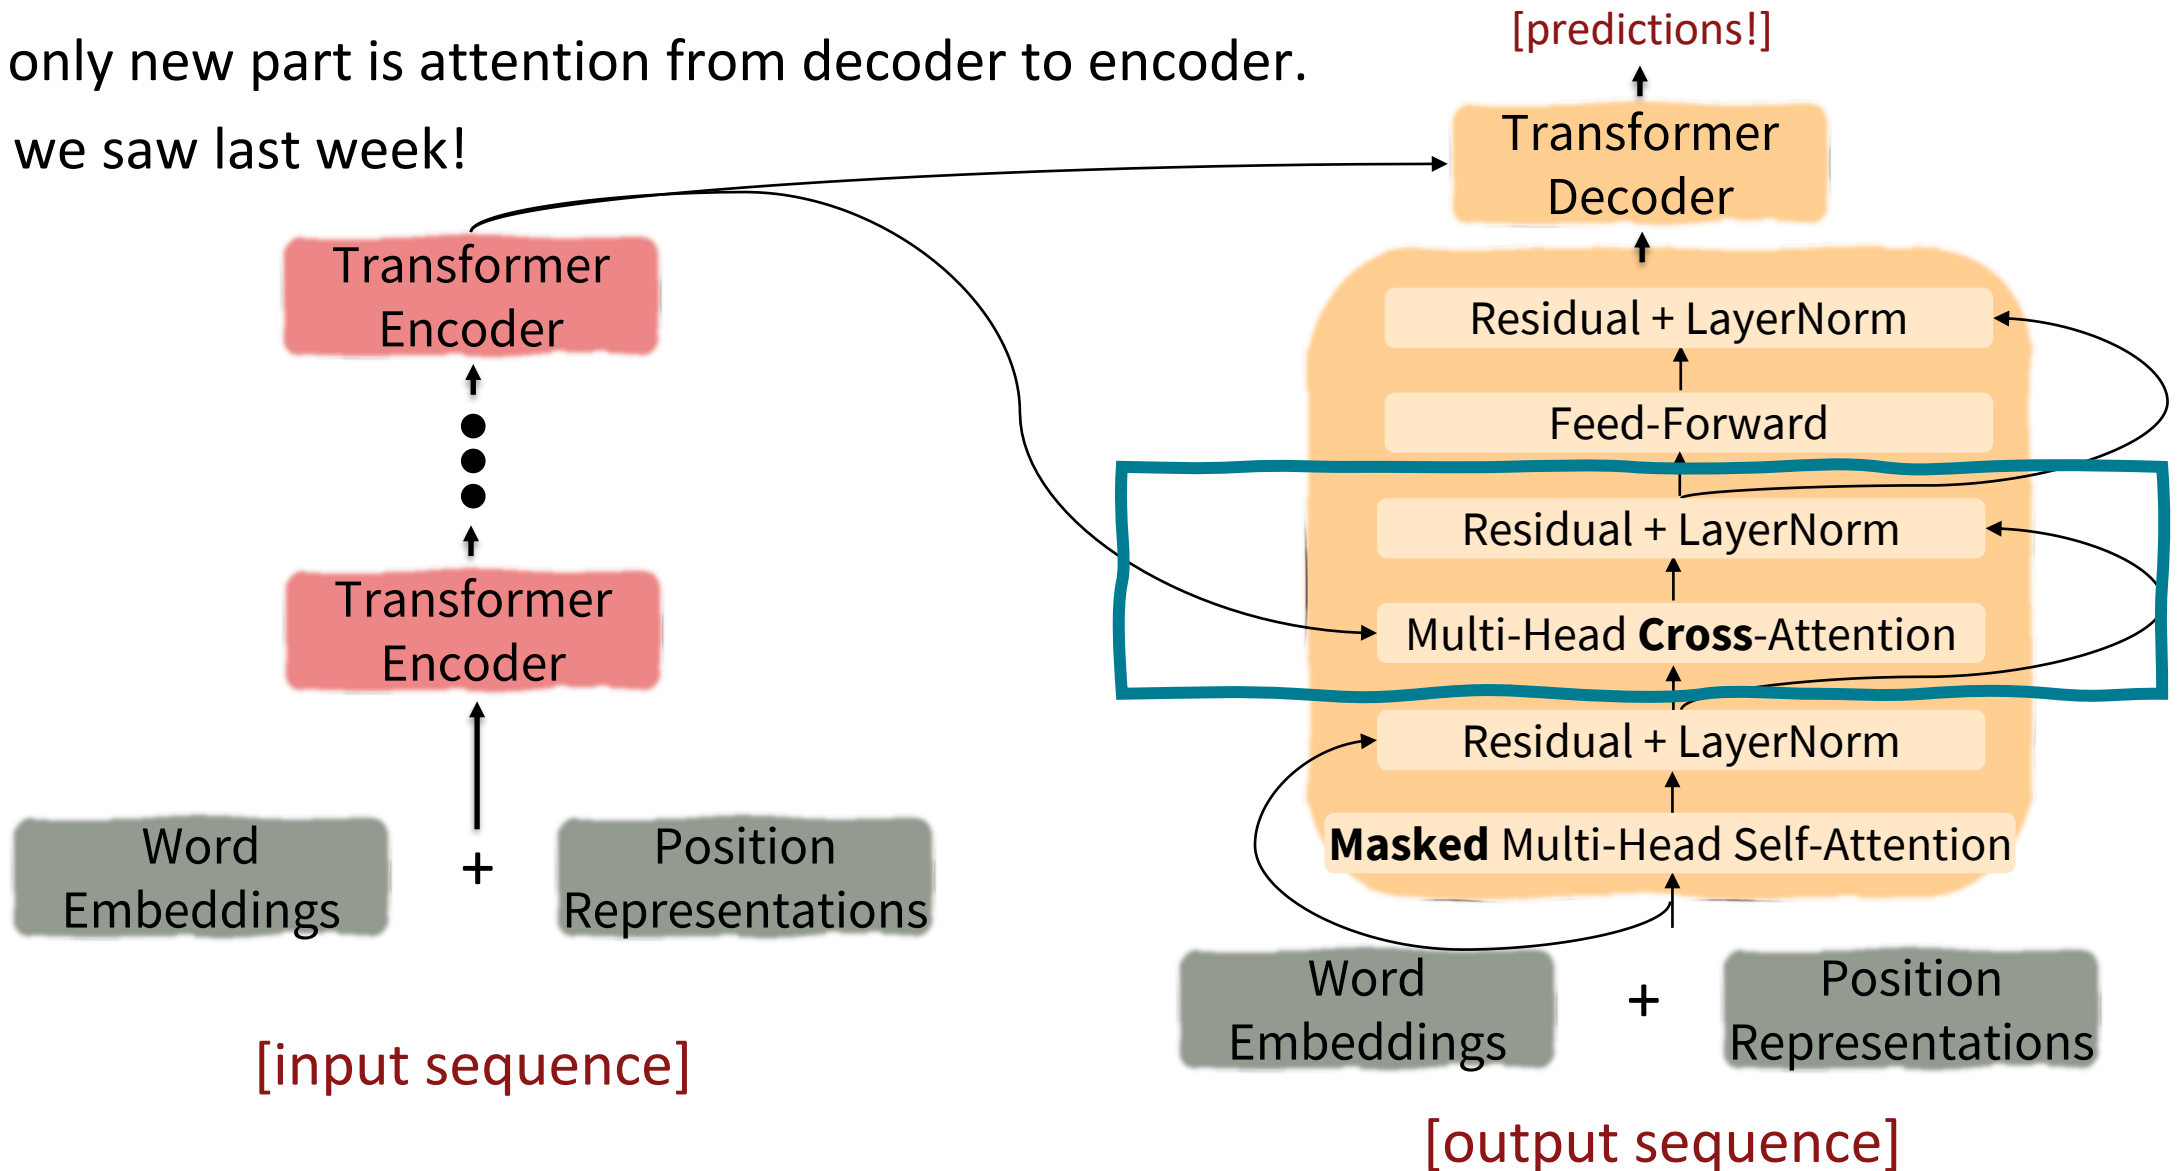 only new part is attention from decoder to encoder.
we saw last week!
[predictions!]
Transformer
Decoder
Transformer
Encoder
Residual + LayerNorm
Feed-Forward
Residual + LayerNorm
Transformer
Encoder
Multi-Head Cross-Attention
Residual + LayerNorm
Word
Embeddings
+
Position
Representations
Masked Multi-Head Self-Attention
Word
Embeddings
+
Position
Representations
[input sequence]
[output sequence]